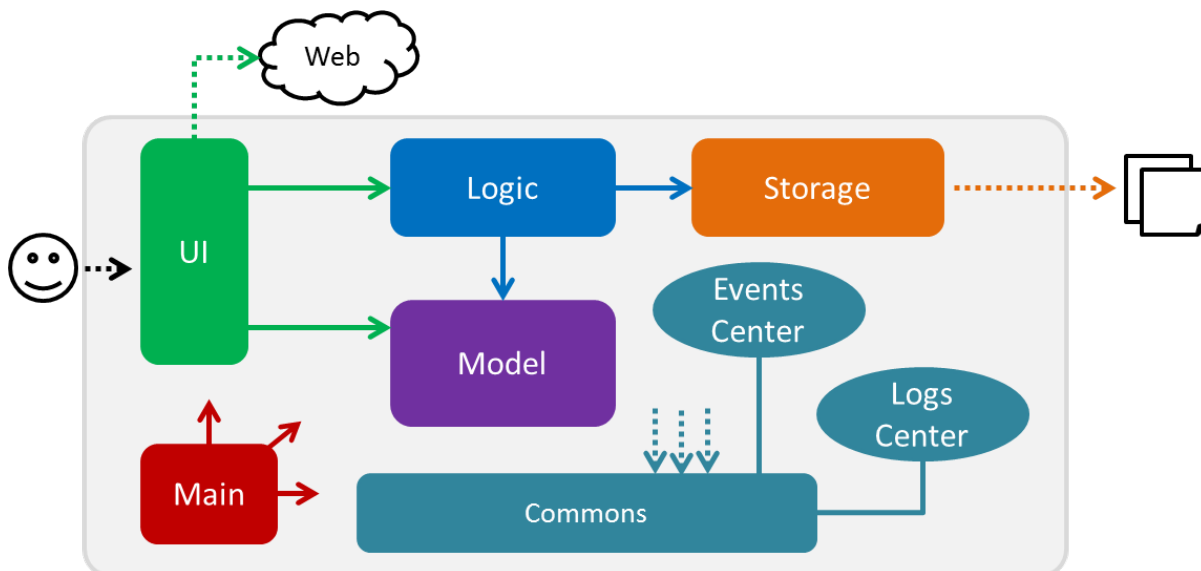 Web
UI
Logic
Storage
Model
Events
Center
Logs
Center
Main
Commons